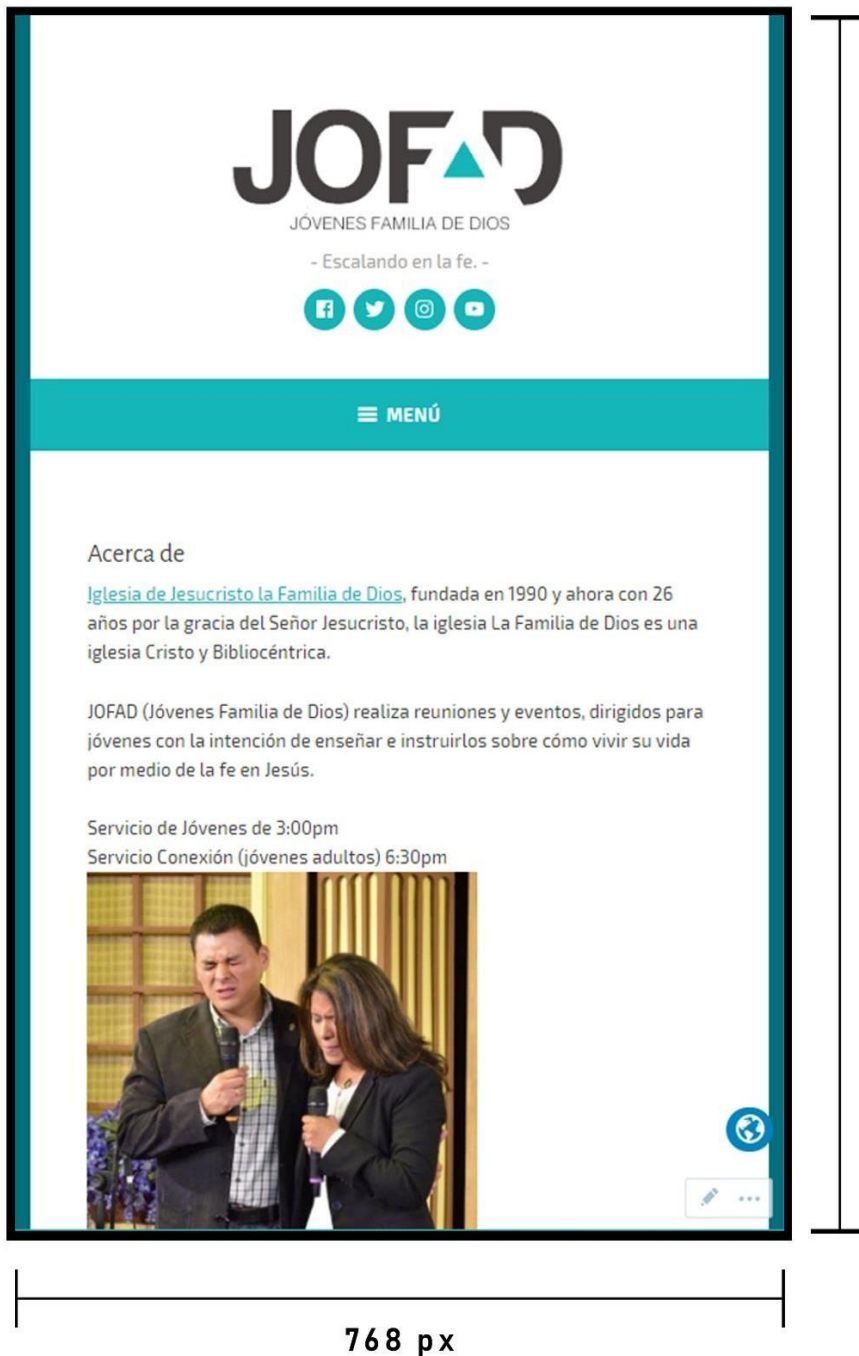 JOFAD
JÓVENES FAMILIA DE DIOS
- Escalando en la fe. -
MENÚ
Acerca de
Iglesia de Jesucristo la Familia de Dios, fundada en 1990 y ahora con 26
años por la gracia del Señor Jesucristo, la iglesia La Familia de Dios es una
iglesia Cristo y Bibliocéntrica.
JOFAD (Jóvenes Familia de Dios) realiza reuniones y eventos, dirigidos para
jóvenes con la intención de enseñar e instruirlos sobre cómo vivir su vida
por medio de la fe en Jesús.
Servicio de Jóvenes de 3:00pm
Servicio Conexión (jóvenes adultos) 6:30pm
768 px